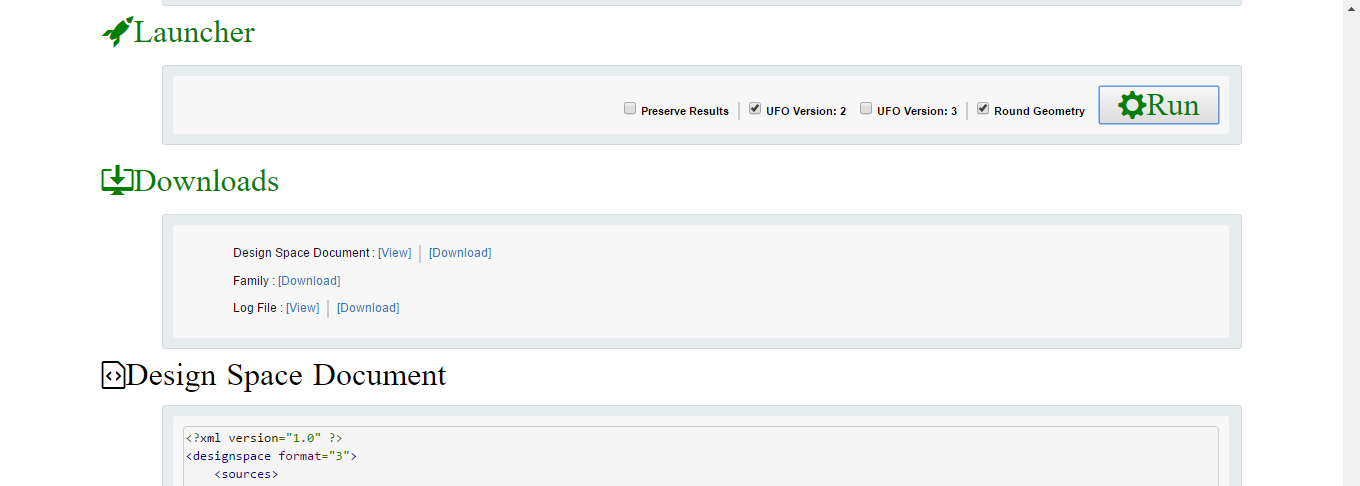 Launcher
Preserve Results UFO Version: 2 UFO Version: 3 Round Geometry Run
Downloads
Design Space Document : [View] [Download]
Family : [Download]
Log File : [View] [Download]
Design Space Document
<?xml version="1.0" ?>
<designspace format="3">
<sources>